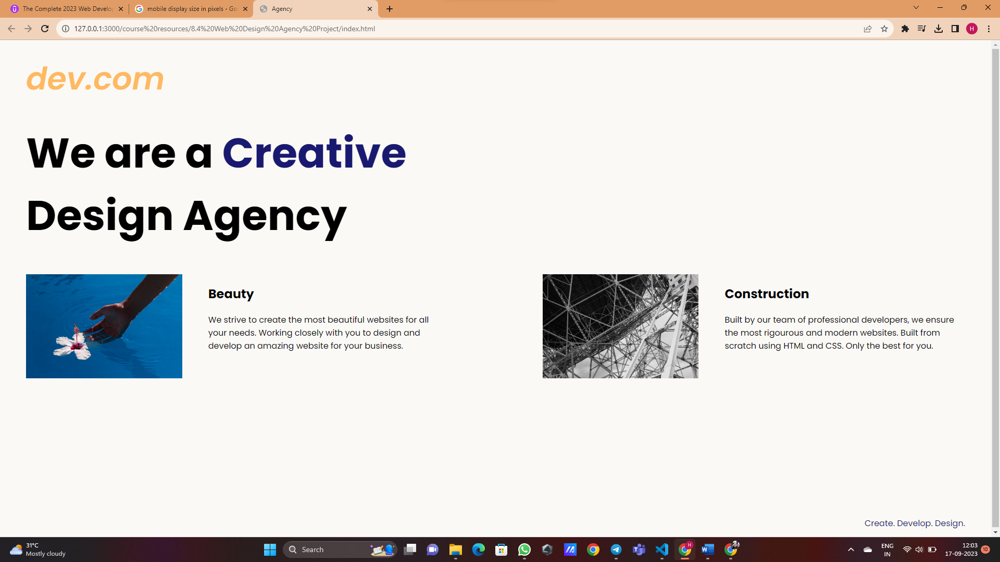 The Complete 2023 Web Develop
mobile display size in pixels - Go
Agency
127.0.0.1:3000/course%20resources/8.4%20Web%20Design%20Agency%20Project/index.html
H
dev.com
We are a Creative
Design Agency
Beauty
We strive to create the most beautiful websites for all
your needs. Working closely with you to design and
develop an amazing website for your business.
Construction
Built by our team of professional developers, we ensure
the most rigourous and modern websites. Built from
scratch using HTML and CSS. Only the best for you.
Create. Develop. Design.
31°C
Mostly cloudy
Search
H
ENG
IN
12:03
17-09-2023
10